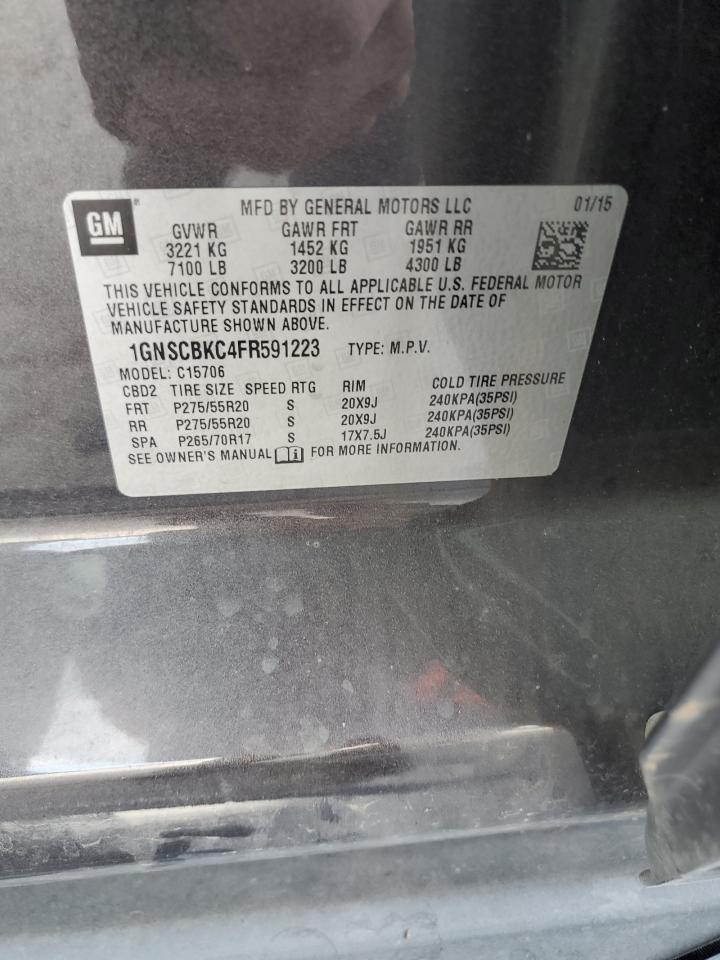 GM
MFD BY GENERAL MOTORS LLC 01/15
GVWR GAWR FRT GAWR RR
3221 KG 1452 KG 1951 KG
7100 LB 3200 LB 4300 LB
THIS VEHICLE CONFORMS TO ALL APPLICABLE U.S. FEDERAL MOTOR
VEHICLE SAFETY STANDARDS IN EFFECT ON THE DATE OF
MANUFACTURE SHOWN ABOVE.
1GNSCBKC4FR591223 TYPE: M.P.V.
MODEL: C15706
CBD2 TIRE SIZE SPEED RTG RIM COLD TIRE PRESSURE
FRT P275/55R20 S 20X9J 240KPA(35PSI)
RR P275/55R20 S 20X9J 240KPA(35PSI)
SPA P265/70R17 S 17X7.5J 240KPA(35PSI)
SEE OWNER'S MANUAL i FOR MORE INFORMATION.